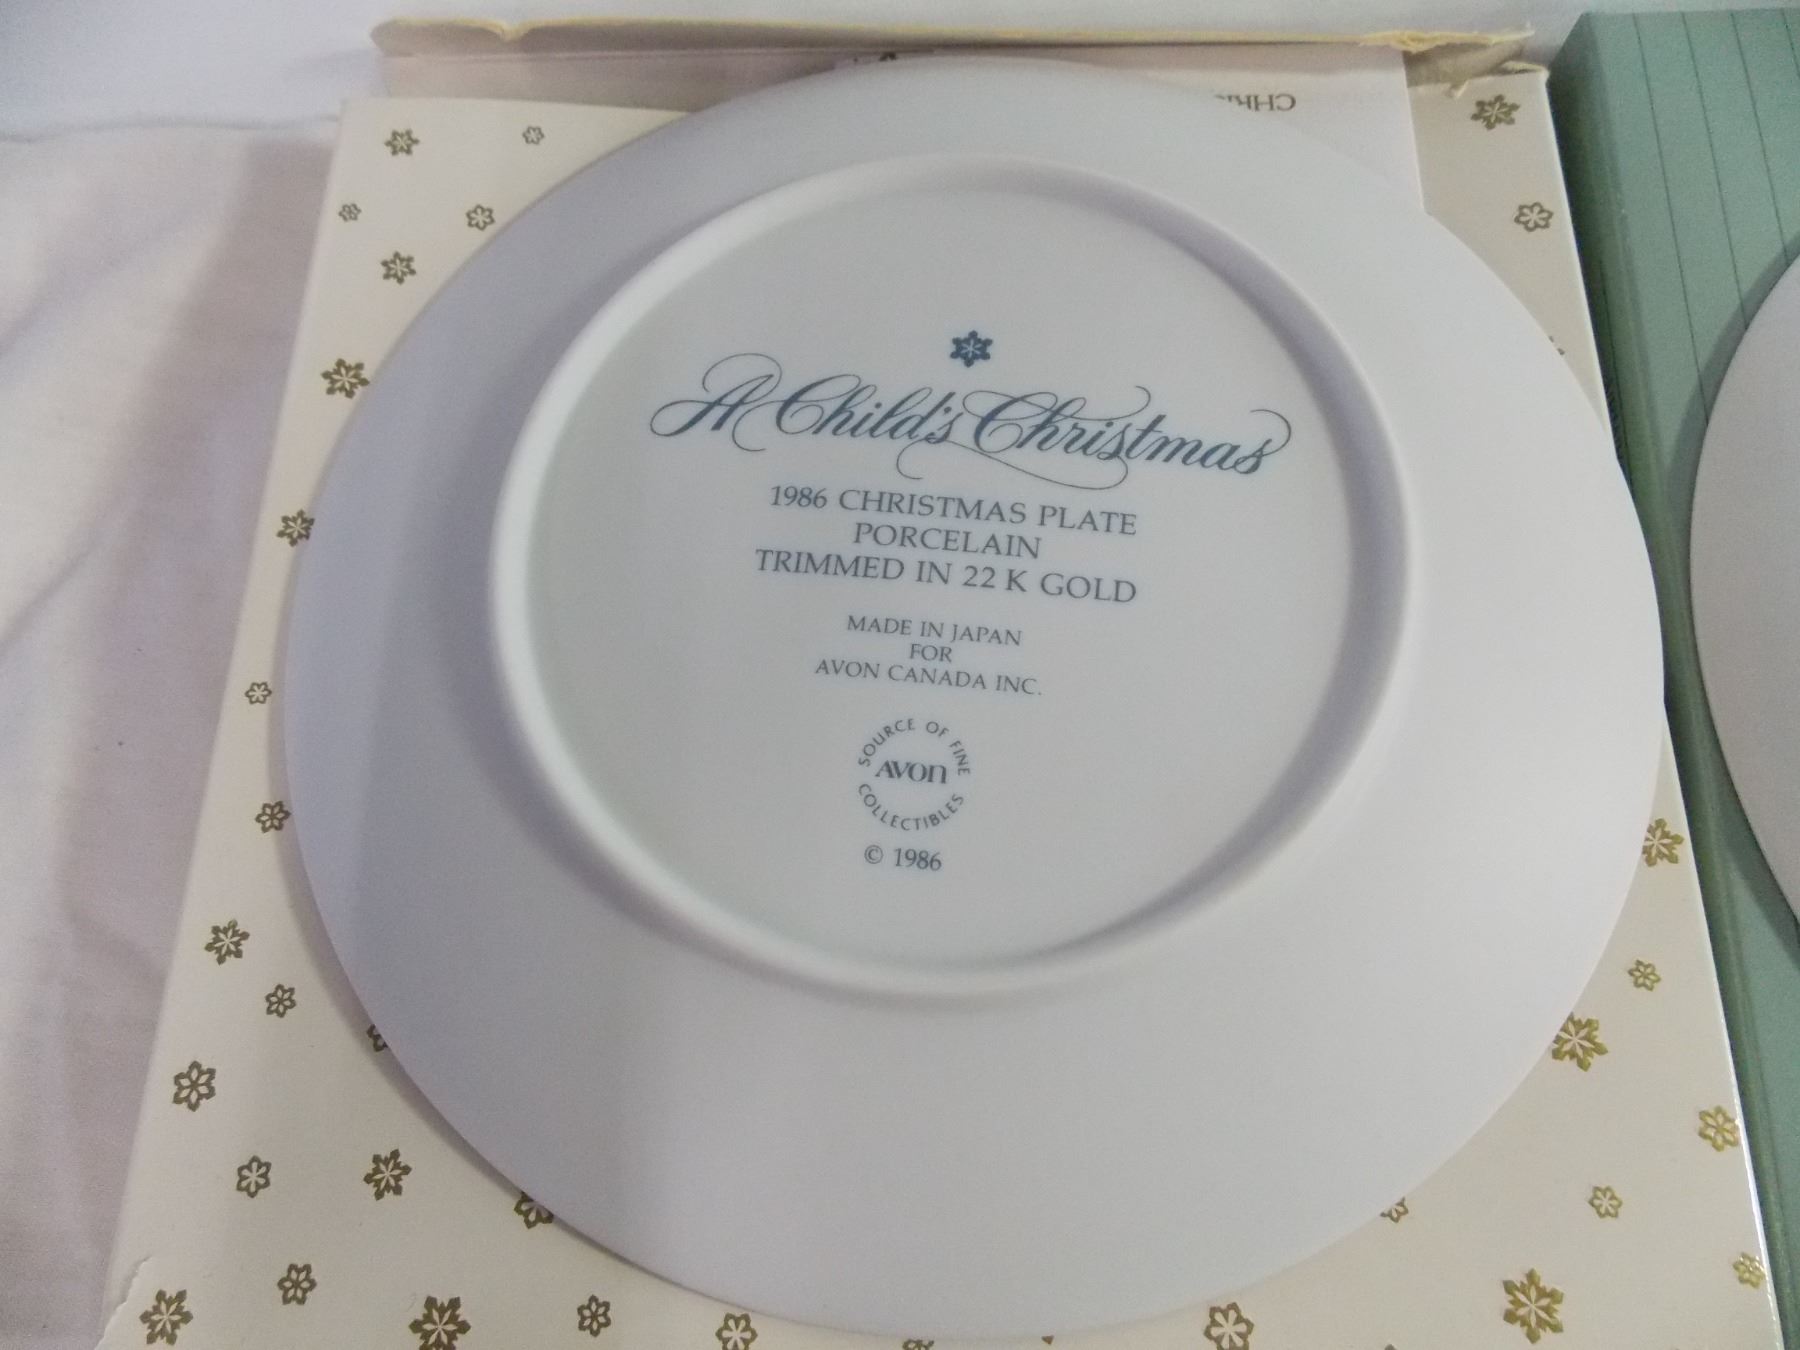 A Child's Christmas
1986 CHRISTMAS PLATE
PORCELAIN
TRIMMED IN 22 K GOLD
MADE IN JAPAN
FOR
AVON CANADA INC.
SOURCE OF FINE
AVON
COLLECTIBLES
© 1986